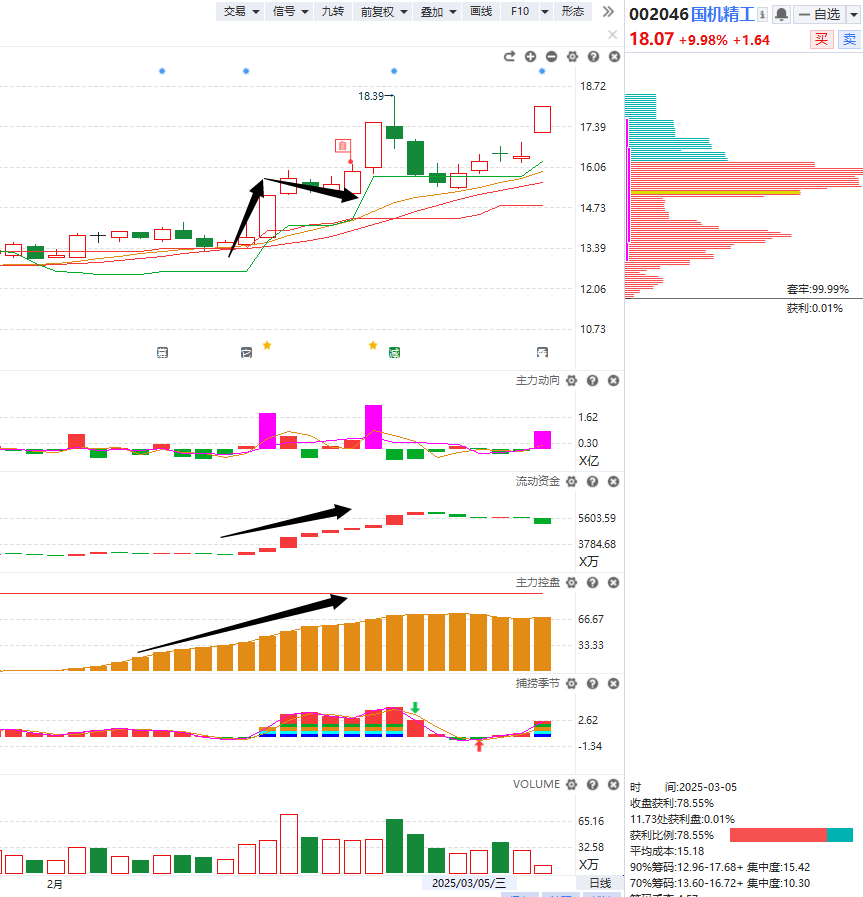 交易 信号 九转 前复权 叠加 画线 F10 形态
002046国机精工 自选
18.07 +9.98% +1.64 买 卖
18.39
18.72
17.39
16.06
14.73
13.39
12.06
10.73
套牢:99.99%
获利:0.01%
减
主力动向
1.62
0.30
X亿
流动资金
5603.59
3784.68
X万
主力控盘
66.67
33.33
捕捞季节
2.62
-1.34
VOLUME
65.16
32.58
X万
2月 2025/03/05/三 日线
时 间:2025-03-05
收盘获利:78.55%
11.73处获利盘:0.01%
获利比例:78.55%
平均成本:15.18
90%筹码:12.96-17.68+ 集中度:15.42
70%筹码:13.60-16.72+ 集中度:10.30